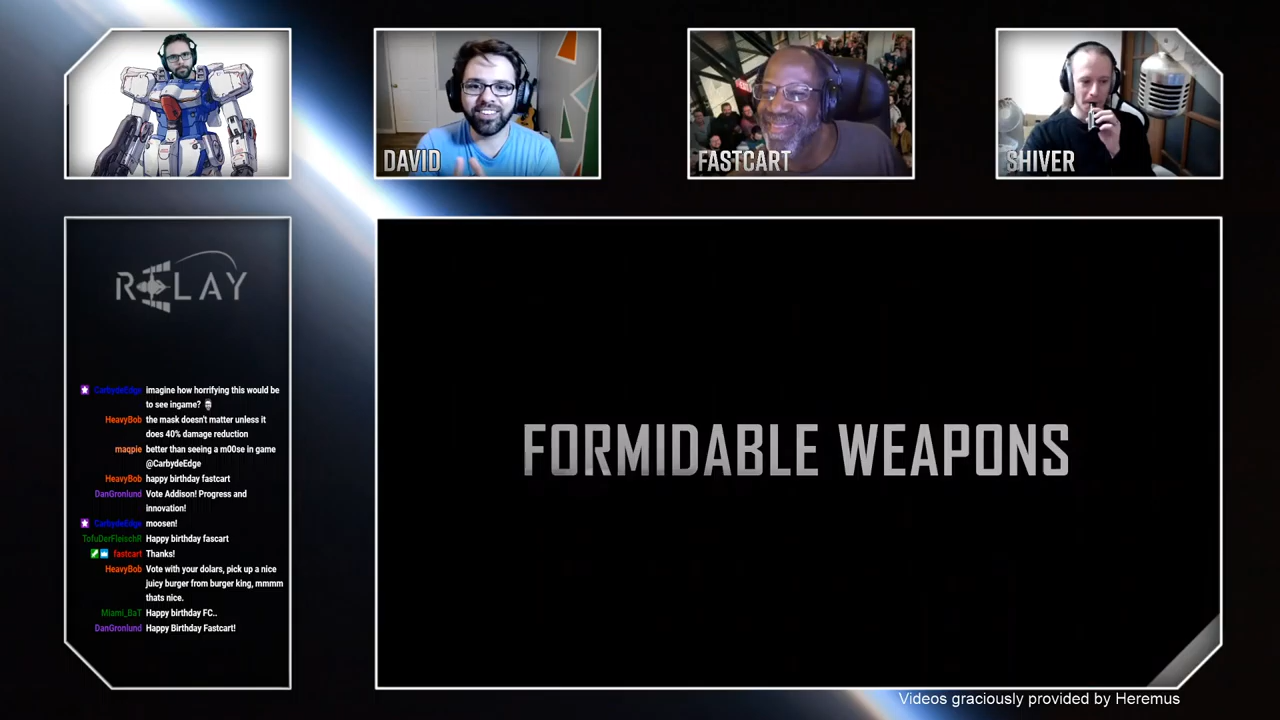 DAVID
FASTCART
SHIVER
RELAY
CarbydeEdge imagine how horrifying this would be
to see ingame?
HeavyBob the mask doesn't matter unless it
does 40% damage reduction
maqpie better than seeing a m00se in game
@CarbydeEdge
HeavyBob happy birthday fastcart
DanGronlund Vote Addison! Progress and
innovation!
CarbydeEdge moosen!
TofuDerFleischR Happy birthday fascart
fastcart Thanks!
HeavyBob Vote with your dolars, pick up a nice
juicy burger from burger king, mmmm
thats nice.
Miami_BaT Happy birthday FC..
DanGronlund Happy Birthday Fastcart!
FORMIDABLE WEAPONS
Videos graciously provided by Heremus